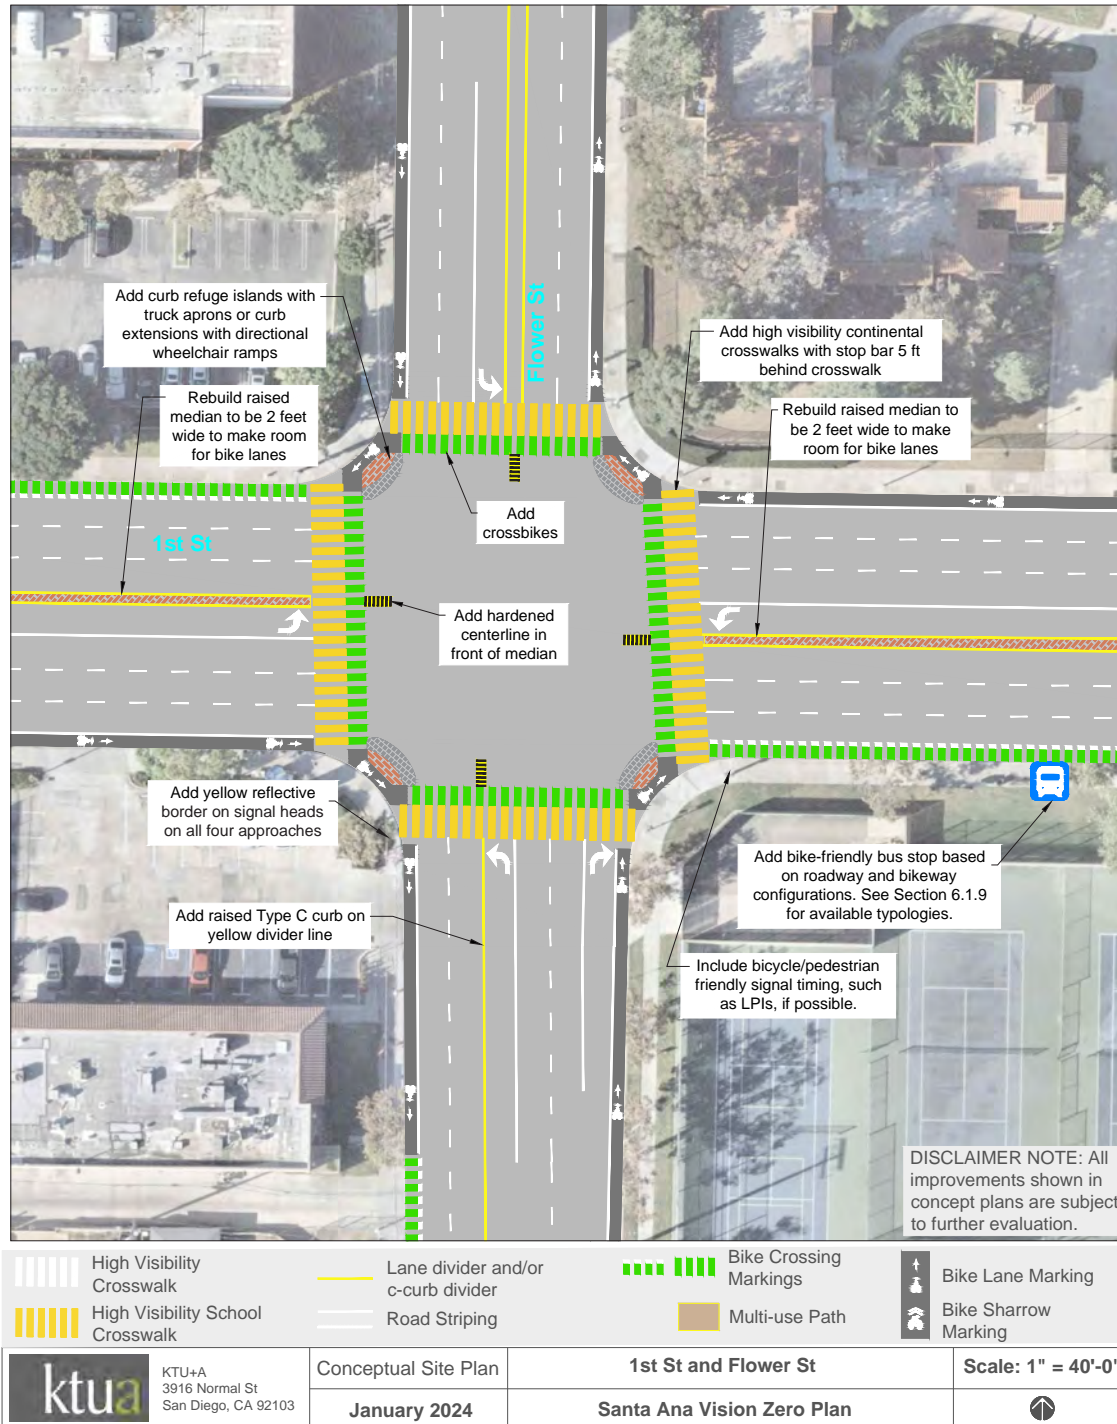 Flower St
Add curb refuge islands with
truck aprons or curb
extensions with directional
wheelchair ramps
Add high visibility continental
crosswalks with stop bar 5 ft
behind crosswalk
Rebuild raised
median to be 2 feet
wide to make room
for bike lanes
Rebuild raised median to
be 2 feet wide to make
room for bike lanes
Add
crossbikes
1st St
Add hardened
centerline in
front of median
Add yellow reflective
border on signal heads
on all four approaches
Add bike-friendly bus stop based
on roadway and bikeway
configurations. See Section 6.1.9
for available typologies.
Add raised Type C curb on
yellow divider line
Include bicycle/pedestrian
friendly signal timing, such
as LPIs, if possible.
DISCLAIMER NOTE: All
improvements shown in
concept plans are subject
to further evaluation.
High Visibility
Crosswalk
High Visibility School
Crosswalk
Lane divider and/or
c-curb divider
Road Striping
Bike Crossing
Markings
Multi-use Path
Bike Lane Marking
Bike Sharrow
Marking
ktua
KTU+A
3916 Normal St
San Diego, CA 92103
Conceptual Site Plan
January 2024
1st St and Flower St
Santa Ana Vision Zero Plan
Scale: 1" = 40'-0"